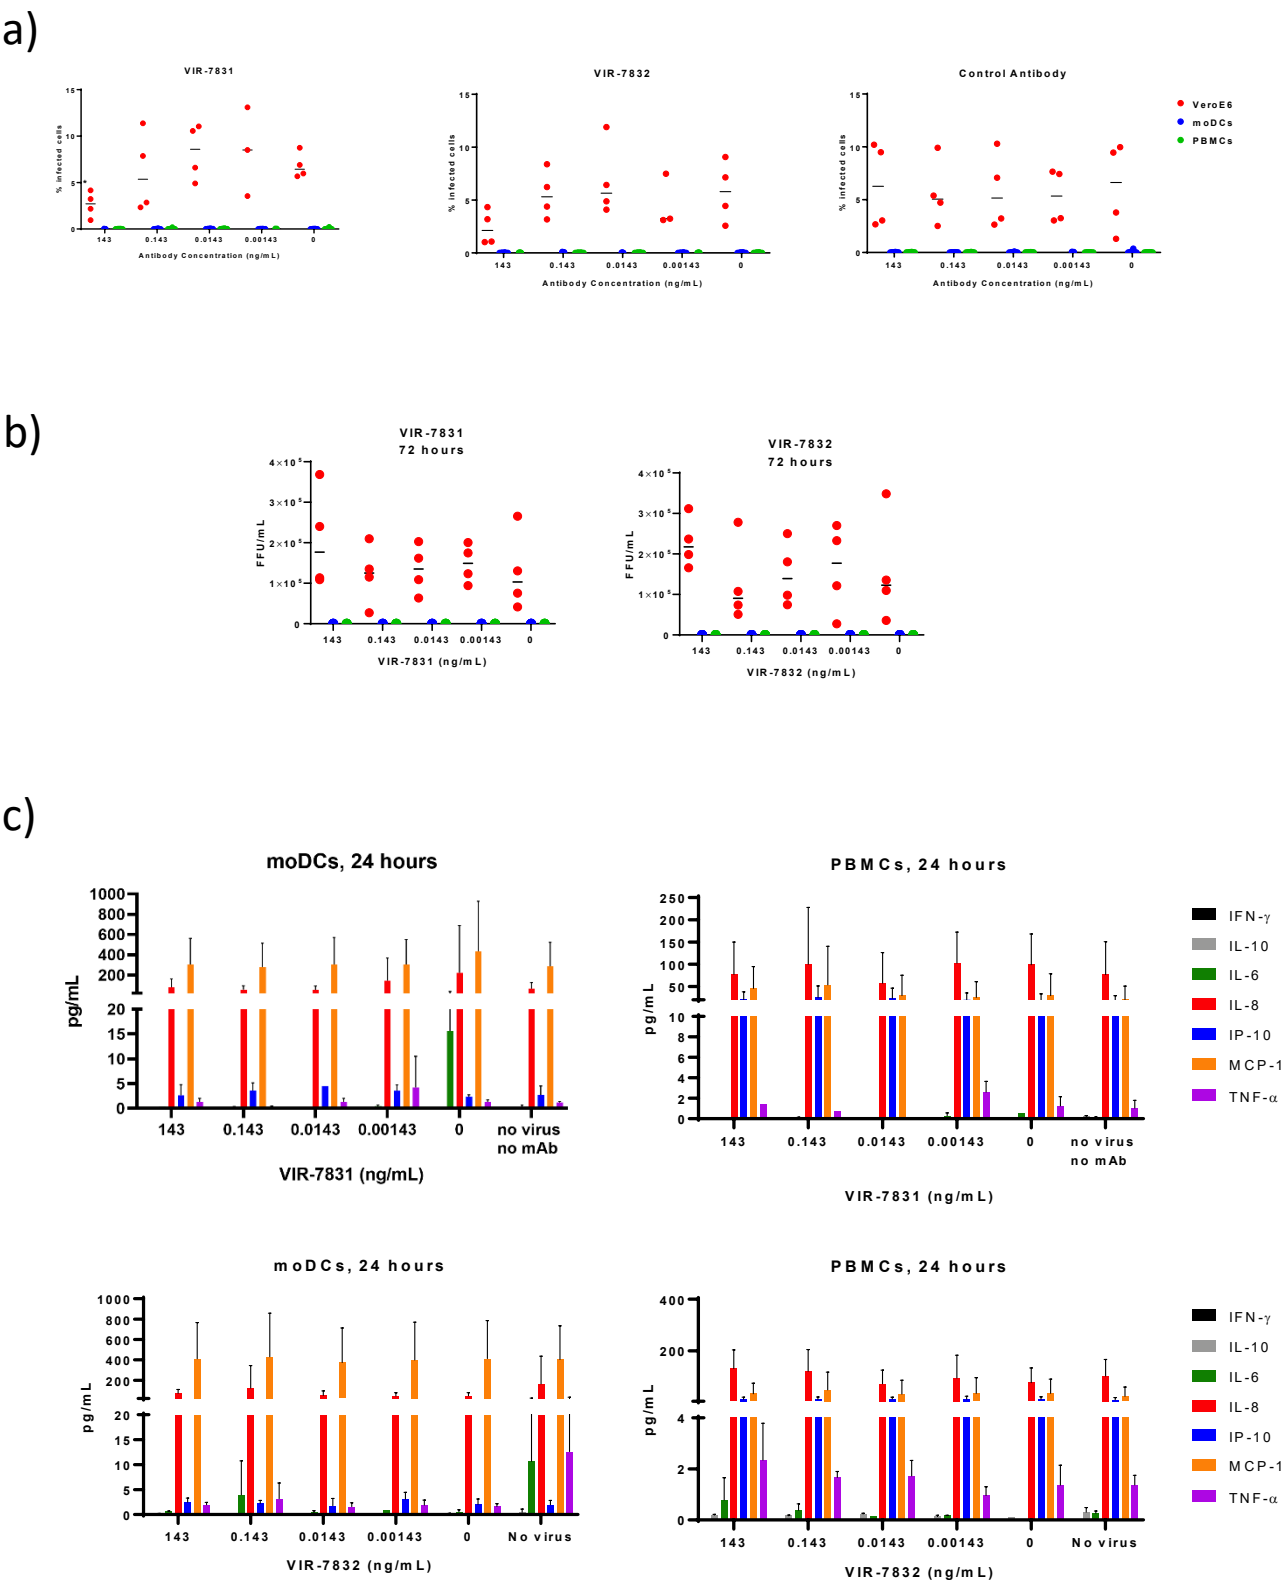 a)
VIR-7831
15
10
5
0
% infected cells
*
143 0.143 0.0143 0.00143 0
Antibody Concentration (ng/mL)
VIR-7832
15
10
5
0
% infected cells
143 0.143 0.0143 0.00143 0
Antibody Concentration (ng/mL)
Control Antibody
15
10
5
0
% infected cells
143 0.143 0.0143 0.00143 0
Antibody Concentration (ng/mL)
VeroE6
moDCs
PBMCs
b)
VIR-7831
72 hours
4×10⁵
3×10⁵
2×10⁵
1×10⁵
0
FFU/mL
143 0.143 0.0143 0.00143 0
VIR-7831 (ng/mL)
VIR-7832
72 hours
4×10⁵
3×10⁵
2×10⁵
1×10⁵
0
FFU/mL
143 0.143 0.0143 0.00143 0
VIR-7832 (ng/mL)
c)
moDCs, 24 hours
1000
800
600
400
200
20
15
10
5
0
pg/mL
143 0.143 0.0143 0.00143 0 no virus
no mAb
VIR-7831 (ng/mL)
PBMCs, 24 hours
250
200
150
100
50
10
8
6
4
2
0
pg/mL
143 0.143 0.0143 0.00143 0 no virus
no mAb
VIR-7831 (ng/mL)
IFN-γ
IL-10
IL-6
IL-8
IP-10
MCP-1
TNF-α
moDCs, 24 hours
1000
800
600
400
200
20
15
10
5
0
pg/mL
143 0.143 0.0143 0.00143 0 No virus
VIR-7832 (ng/mL)
PBMCs, 24 hours
400
200
4
2
0
pg/mL
143 0.143 0.0143 0.00143 0 No virus
VIR-7832 (ng/mL)
IFN-γ
IL-10
IL-6
IL-8
IP-10
MCP-1
TNF-α